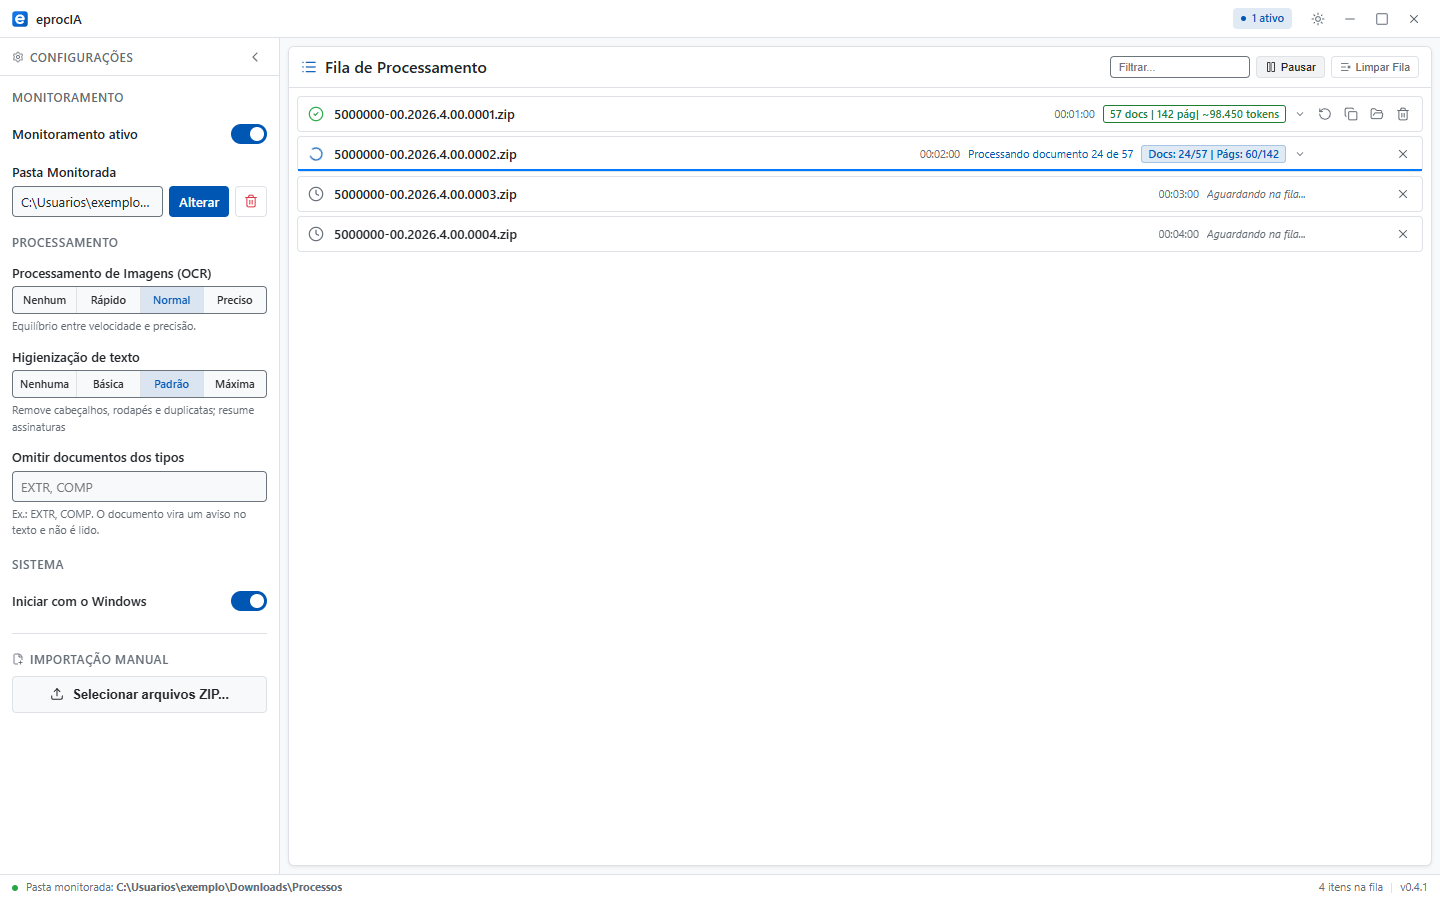 eprocIA
1 ativo
CONFIGURAÇÕES
MONITORAMENTO
Monitoramento ativo
Pasta Monitorada
C:\Usuarios\exemplo...
Alterar
PROCESSAMENTO
Processamento de Imagens (OCR)
Nenhum Rápido Normal Preciso
Equilíbrio entre velocidade e precisão.
Higienização de texto
Nenhuma Básica Padrão Máxima
Remove cabeçalhos, rodapés e duplicatas; resume
assinaturas
Omitir documentos dos tipos
EXTR, COMP
Ex.: EXTR, COMP. O documento vira um aviso no
texto e não é lido.
SISTEMA
Iniciar com o Windows
IMPORTAÇÃO MANUAL
Selecionar arquivos ZIP...
Fila de Processamento
Filtrar...
Pausar
Limpar Fila
5000000-00.2026.4.00.0001.zip 00:01:00 57 docs | 142 pág| ~98.450 tokens
5000000-00.2026.4.00.0002.zip 00:02:00 Processando documento 24 de 57 Docs: 24/57 | Págs: 60/142
5000000-00.2026.4.00.0003.zip 00:03:00 Aguardando na fila...
5000000-00.2026.4.00.0004.zip 00:04:00 Aguardando na fila...
Pasta monitorada: C:\Usuarios\exemplo\Downloads\Processos
4 itens na fila
v0.4.1